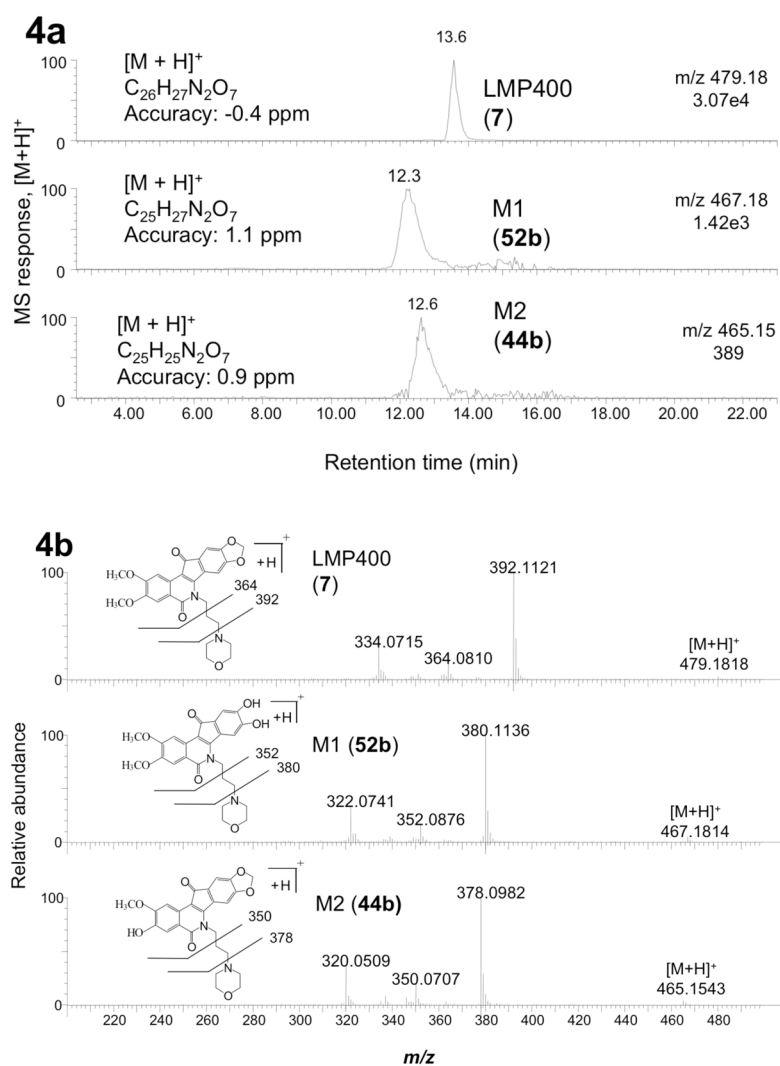 4a
MS response, [M+H]+
13.6
100
0
[M + H]+
C26H27N2O7
Accuracy: -0.4 ppm
LMP400
(7)
m/z 479.18
3.07e4
12.3
100
0
[M + H]+
C25H27N2O7
Accuracy: 1.1 ppm
M1
(52b)
m/z 467.18
1.42e3
12.6
100
0
[M + H]+
C25H25N2O7
Accuracy: 0.9 ppm
M2
(44b)
m/z 465.15
389
4.00 6.00 8.00 10.00 12.00 14.00 16.00 18.00 20.00 22.00
Retention time (min)
4b
Relative abundance
100
0
O
O
O
+H
+
H3CO
H3CO
N
O
N
O
364
392
LMP400
(7)
392.1121
334.0715
364.0810
[M+H]+
479.1818
100
0
O
OH
OH
+H
+
H3CO
H3CO
N
O
N
O
352
380
M1 (52b)
380.1136
322.0741
352.0876
[M+H]+
467.1814
100
0
O
O
O
+H
+
H3CO
HO
N
O
N
O
350
378
M2 (44b)
378.0982
320.0509
350.0707
[M+H]+
465.1543
220 240 260 280 300 320 340 360 380 400 420 440 460 480
m/z